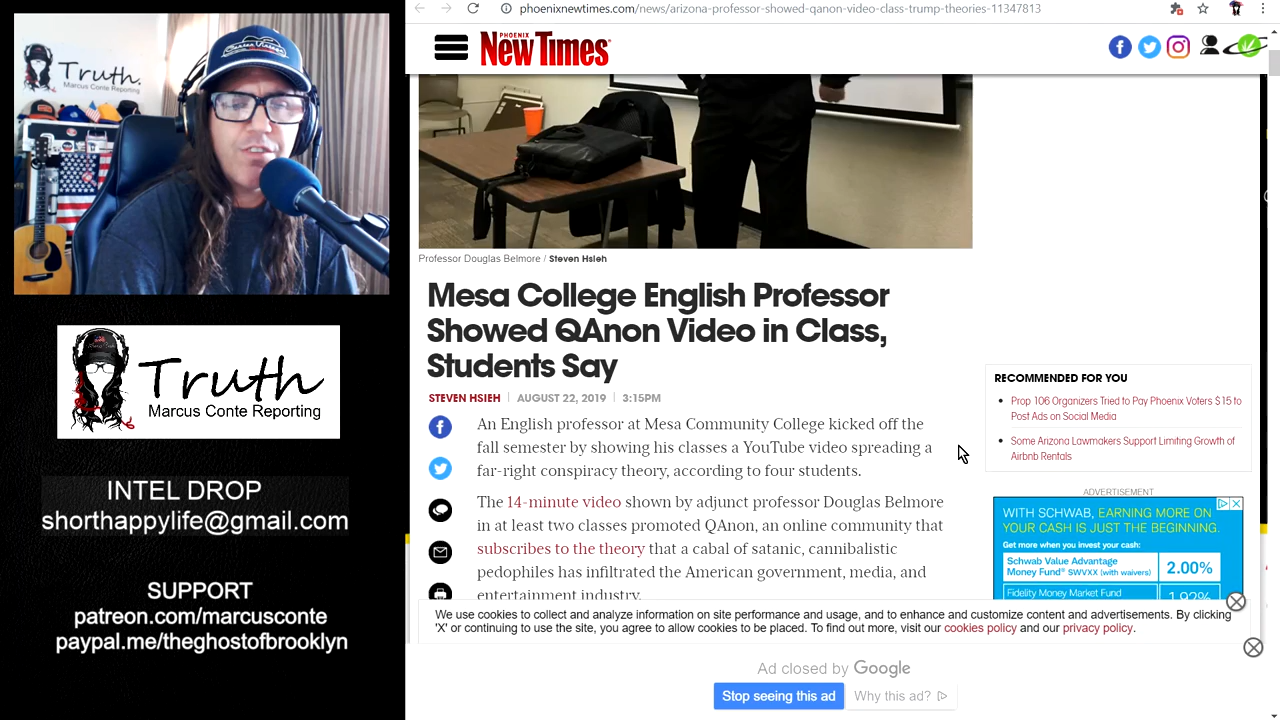 Truth.
Marcus Conte Reporting
Truth
Marcus Conte Reporting
INTEL DROP
shorthappylife@gmail.com
SUPPORT
patreon.com/marcusconte
paypal.me/theghostofbrooklyn
phoenixnewtimes.com/news/arizona-professor-showed-qanon-video-class-trump-theories-11347813
PHOENIX
New Times
Professor Douglas Belmore / Steven Hsieh
Mesa College English Professor
Showed QAnon Video in Class,
Students Say
STEVEN HSIEH | AUGUST 22, 2019 | 3:15PM
An English professor at Mesa Community College kicked off the
fall semester by showing his classes a YouTube video spreading a
far-right conspiracy theory, according to four students.
The 14-minute video shown by adjunct professor Douglas Belmore
in at least two classes promoted QAnon, an online community that
subscribes to the theory that a cabal of satanic, cannibalistic
pedophiles has infiltrated the American government, media, and
entertainment industry.
RECOMMENDED FOR YOU
Prop 106 Organizers Tried to Pay Phoenix Voters $15 to
Post Ads on Social Media
Some Arizona Lawmakers Support Limiting Growth of
Airbnb Rentals
ADVERTISEMENT
WITH SCHWAB, EARNING MORE ON
YOUR CASH IS JUST THE BEGINNING.
Get more when you invest your cash:
Schwab Value Advantage
Money Fund® SWVXX (with waivers)
2.00%
Fidelity Money Market Fund
1.92%
We use cookies to collect and analyze information on site performance and usage, and to enhance and customize content and advertisements. By clicking
'X' or continuing to use the site, you agree to allow cookies to be placed. To find out more, visit our cookies policy and our privacy policy.
Ad closed by Google
Stop seeing this ad
Why this ad?